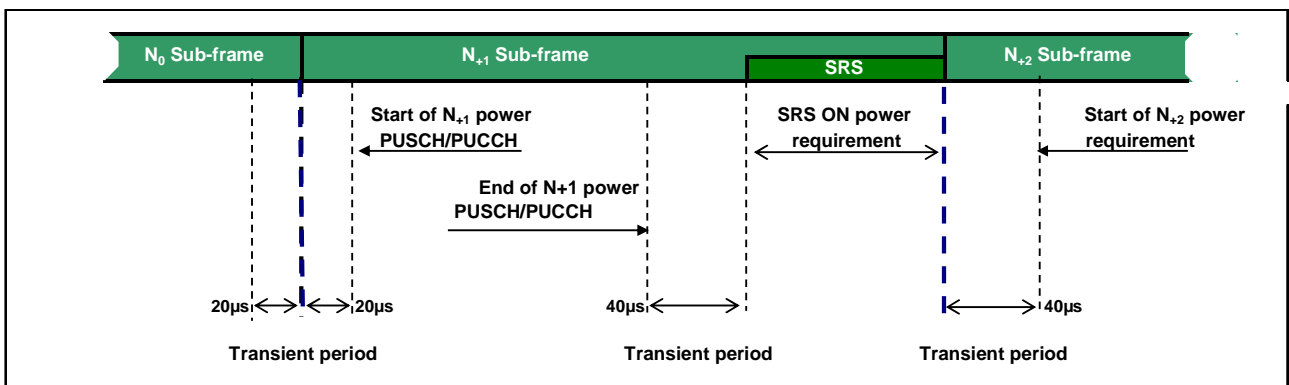 N0 Sub-frame
N+1 Sub-frame
SRS
N+2 Sub-frame
Start of N+1 power
PUSCH/PUCCH
SRS ON power
requirement
Start of N+2 power
requirement
End of N+1 power
PUSCH/PUCCH
20µs
20µs
40µs
40µs
Transient period
Transient period
Transient period